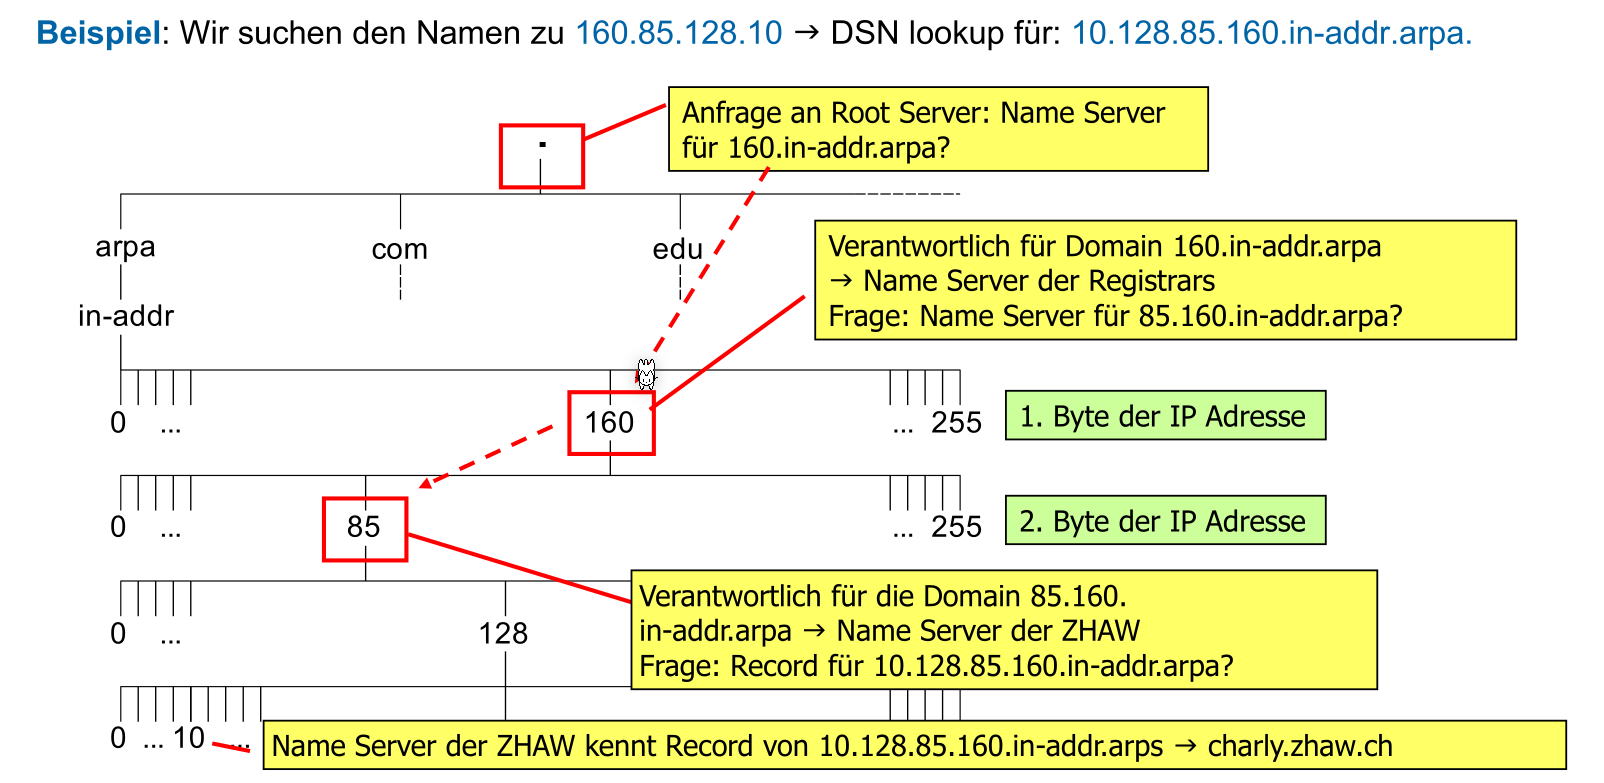 Beispiel: Wir suchen den Namen zu 160.85.128.10 → DSN lookup für: 10.128.85.160.in-addr.arpa.
Anfrage an Root Server: Name Server
für 160.in-addr.arpa?
.
arpa com edu
Verantwortlich für Domain 160.in-addr.arpa
→ Name Server der Registrars
Frage: Name Server für 85.160.in-addr.arpa?
in-addr
0 ... 160 ... 255
1. Byte der IP Adresse
0 ... 85 ... 255
2. Byte der IP Adresse
Verantwortlich für die Domain 85.160.
in-addr.arpa → Name Server der ZHAW
Frage: Record für 10.128.85.160.in-addr.arpa?
0 ... 128
0 ... 10 ...
Name Server der ZHAW kennt Record von 10.128.85.160.in-addr.arps → charly.zhaw.ch